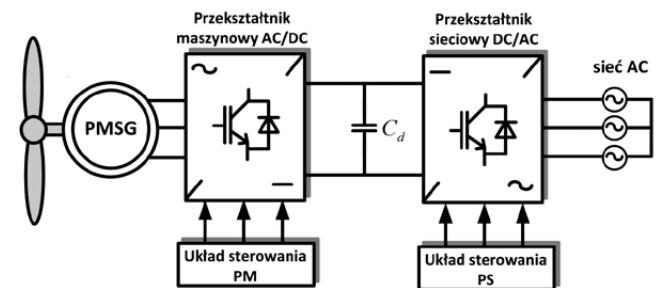 Przekształtnik
maszynowy AC/DC
Przekształtnik
sieciowy DC/AC
sieć AC
PMSG
C_d
Układ sterowania
PM
Układ sterowania
PS